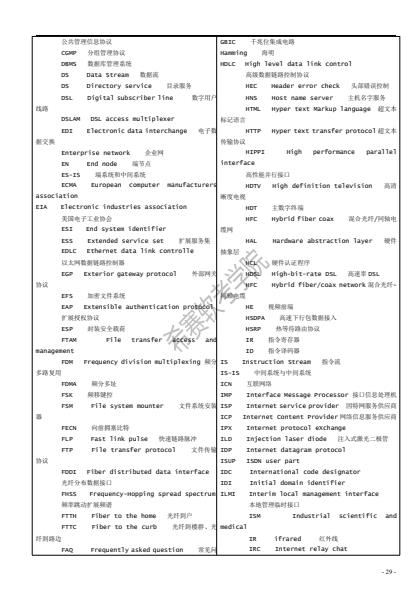 公共管理信息协议
CGMP 分组管理协议
DBMS 数据库管理系统
DS Data Stream 数据流
DS Directory service 目录服务
DSL Digital subscriber line 数字用户
线路
DSLAM DSL access multiplexer
EDI Electronic data interchange 电子数
据交换
Enterprise network 企业网
EN End node 端节点
ES-IS 端系统和中间系统
ECMA European computer manufacturers
association
EIA Electronic industries association
美国电子工业协会
ESI End system identifier
ESS Extended service set 扩展服务集
EDLC Ethernet data link controlle
以太网数据链路控制器
EGP Exterior gateway protocol 外部网关
协议
EFS 加密文件系统
EAP Extensible authentication protocol
扩展授权协议
ESP 封装安全载荷
FTAM File transfer access and
management
FDM Frequency division multiplexing 频分
多路复用
FDMA 频分多址
FSK 频移键控
FSM File system mounter 文件系统安装
器
FECN 向前拥塞比特
FLP Fast link pulse 快速链路脉冲
FTP File transfer protocol 文件传输
协议
FDDI Fiber distributed data interface
光纤分布数据接口
FHSS Frequency-Hopping spread spectrum
频率跳动扩展频谱
FTTH Fiber to the home 光纤到户
FTTC Fiber to the curb 光纤到楼群、光
纤到路边
FAQ Frequently asked question 常见问
GBIC 千兆位集成电路
Hamming 海明
HDLC High level data link control
高级数据链路控制协议
HEC Header error check 头部错误控制
HNS Host name server 主机名字服务
HTML Hyper text Markup language 超文本
标记语言
HTTP Hyper text transfer protocol 超文本
传输协议
HIPPI High performance parallel
interface
高性能并行接口
HDTV High definition television 高清
晰度电视
HDT 主数字终端
HFC Hybrid fiber coax 混合光纤/同轴电
缆网
HAL Hardware abstraction layer 硬件
抽象层
HCL 硬件认证程序
HDSL High-bit-rate DSL 高速率 DSL
HFC Hybrid fiber/coax network 混合光纤-
同轴电缆
HE 视频前端
HSDPA 高速下行包数据接入
HSRP 热等待路由协议
IR 指令寄存器
ID 指令译码器
IS Instruction Stream 指令流
IS-IS 中间系统与中间系统
ICN 互联网络
IMP Interface Message Processor 接口信息处理机
ISP Internet service provider 因特网服务供应商
ICP Internet Content Provider 网络信息服务供应商
IPX Internet protocol exchange
ILD Injection laser diode 注入式激光二极管
IDP Internet datagram protocol
ISUP ISDN user part
IDC International code designator
IDI Initial domain identifier
ILMI Interim local management interface
本地管理临时接口
ISM Industrial scientific and
medical
IR ifrared 红外线
IRC Internet relay chat
希赛软考学院
- 29 -